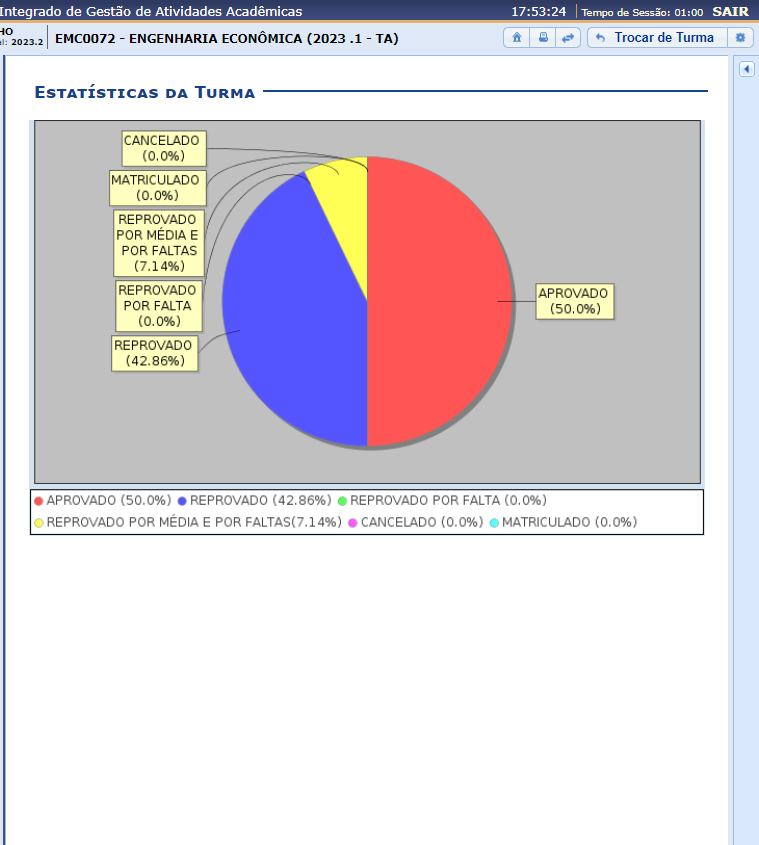 Integrado de Gestão de Atividades Acadêmicas 17:53:24 Tempo de Sessão: 01:00 SAIR
2023.2 EMC0072 - ENGENHARIA ECONÔMICA (2023 .1 - TA) Trocar de Turma
Estatísticas da Turma
CANCELADO
(0.0%)
MATRICULADO
(0.0%)
REPROVADO
POR MÉDIA E
POR FALTAS
(7.14%)
REPROVADO
POR FALTA
(0.0%)
REPROVADO
(42.86%)
APROVADO
(50.0%)
APROVADO (50.0%) REPROVADO (42.86%) REPROVADO POR FALTA (0.0%)
REPROVADO POR MÉDIA E POR FALTAS(7.14%) CANCELADO (0.0%) MATRICULADO (0.0%)